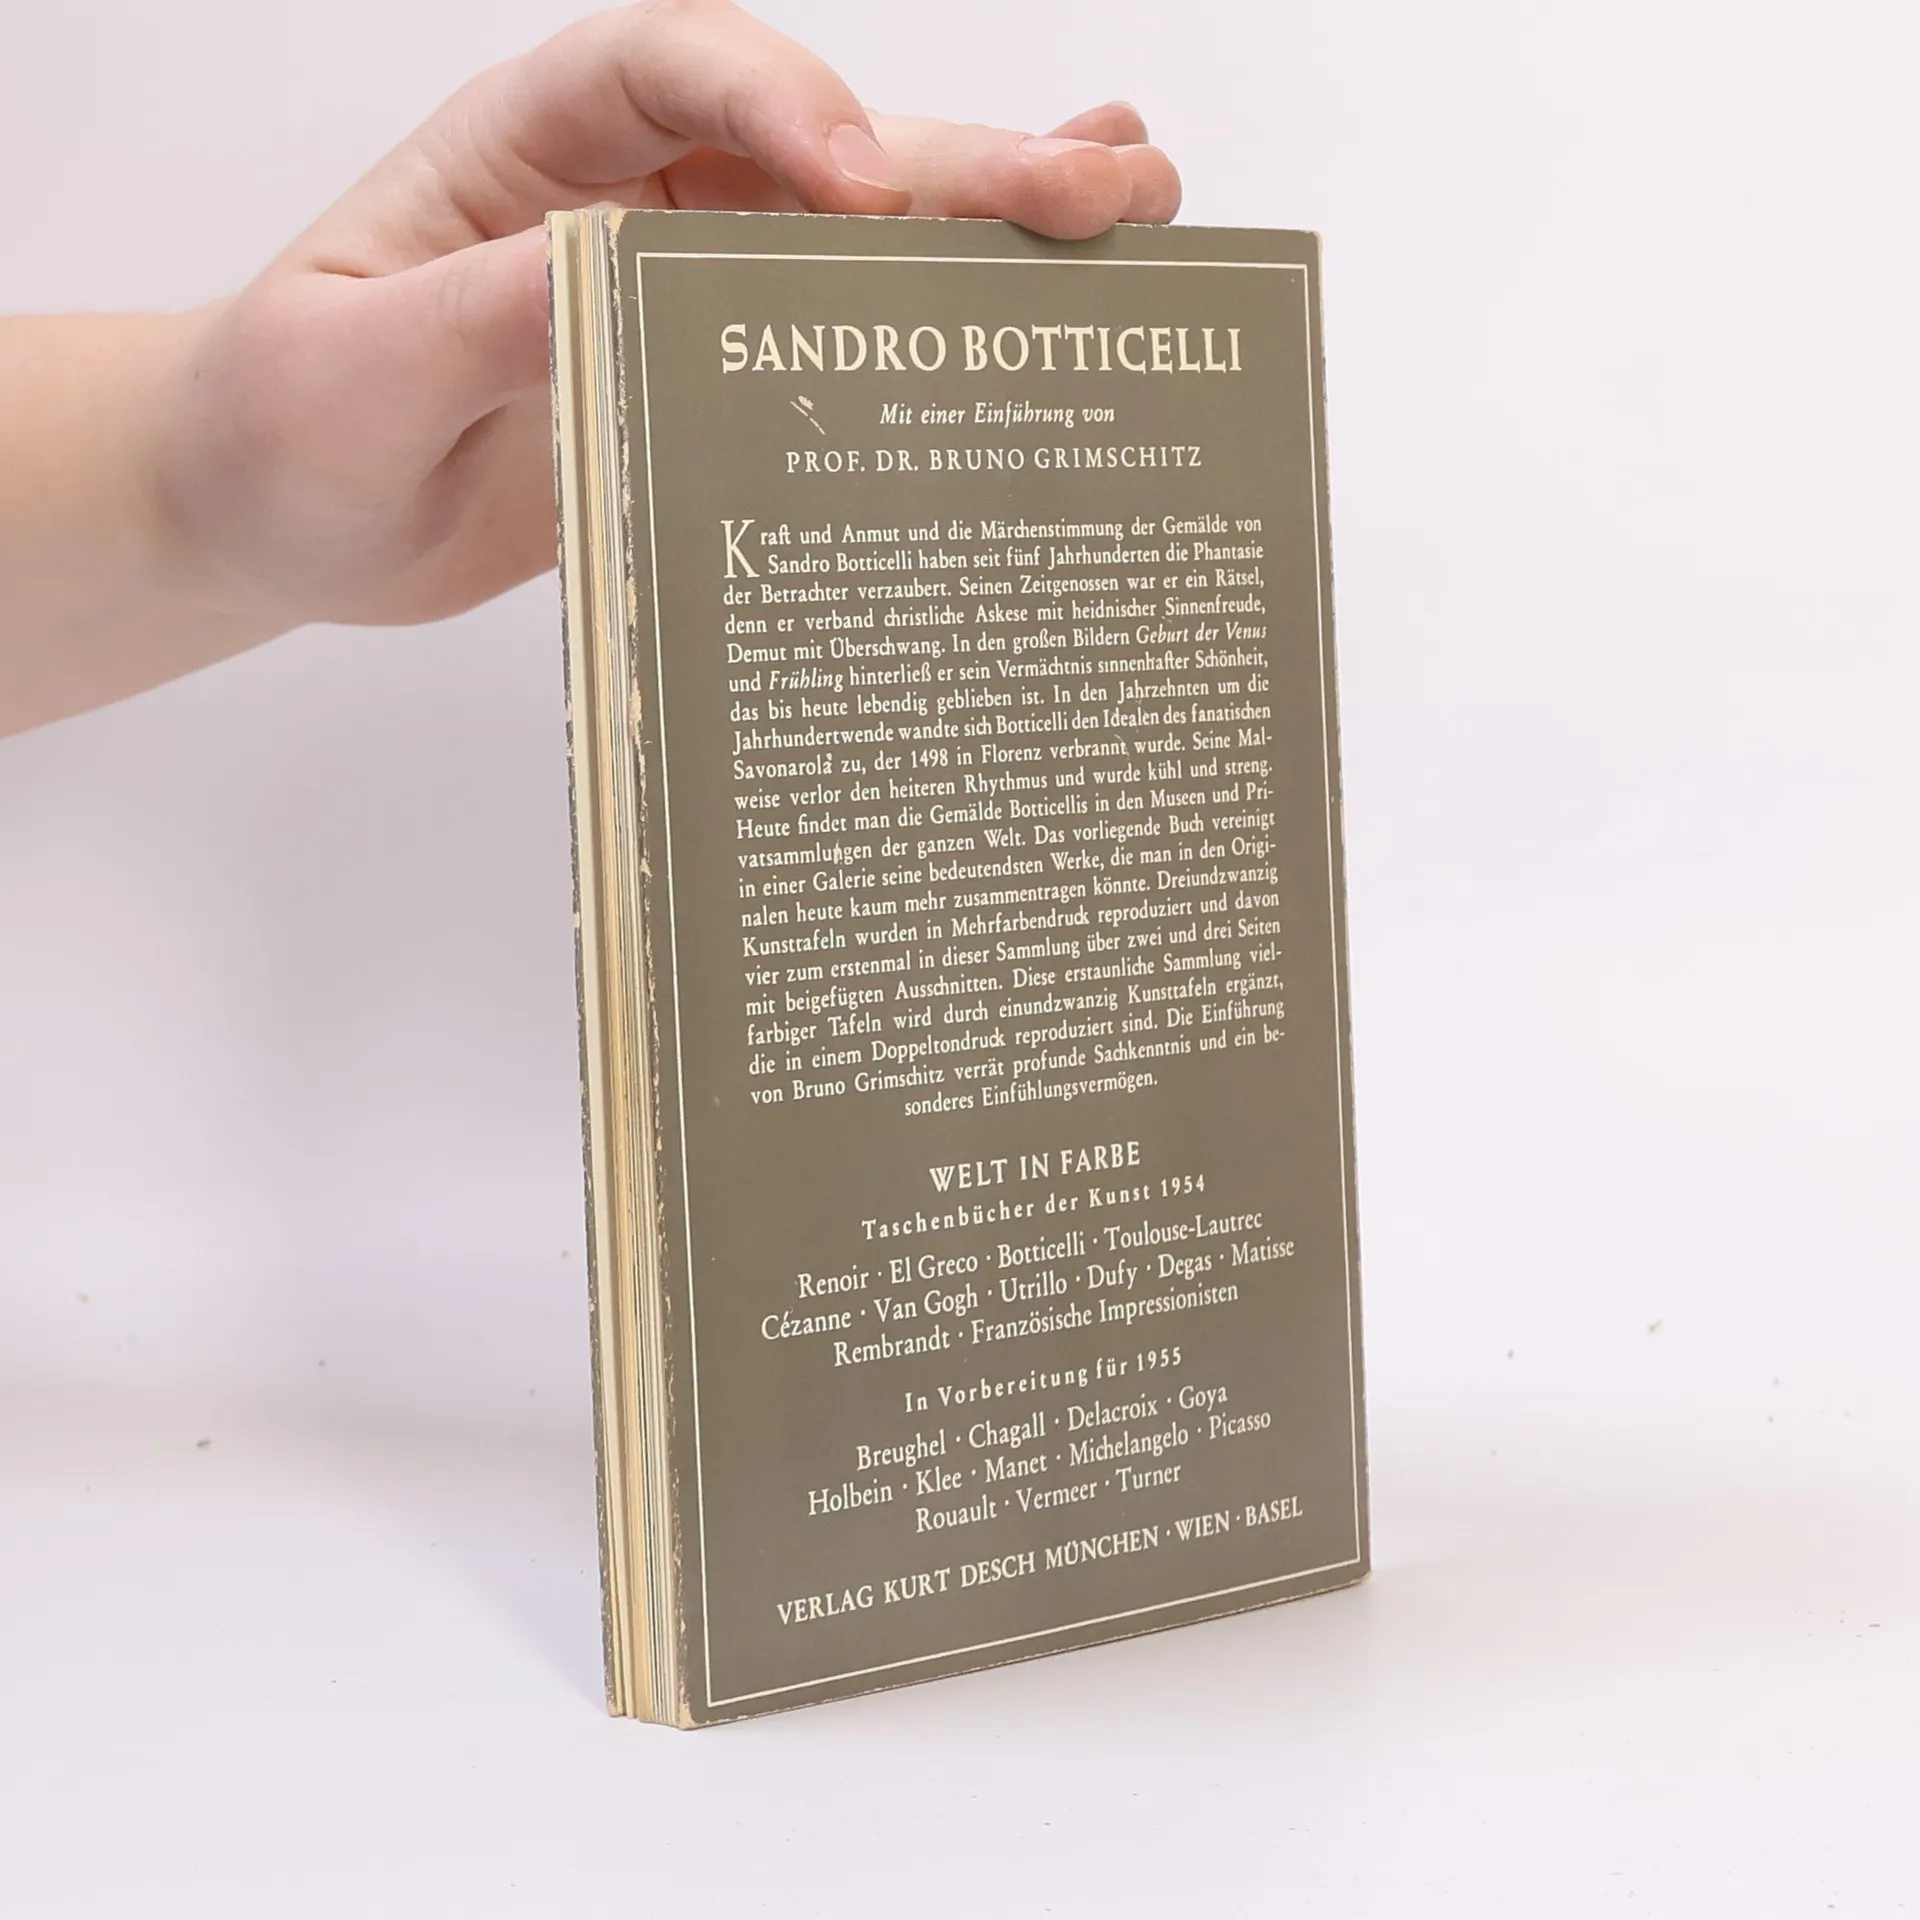 SANDRO BOTTICELLI
Mit einer Einführung von
PROF. DR. BRUNO GRIMSCHITZ
Kraft und Anmut und die Märchenstimmung der Gemälde von
Sandro Botticelli haben seit fünf Jahrhunderten die Phantasie
der Betrachter verzaubert. Seinen Zeitgenossen war er ein Rätsel,
denn er verband christliche Askese mit heidnischer Sinnenfreude,
Demut mit Überschwang. In den großen Bildern Geburt der Venus
und Frühling hinterließ er sein Vermächtnis sinnenhafter Schönheit,
das bis heute lebendig geblieben ist. In den Jahrzehnten um die
Jahrhundertwende wandte sich Botticelli den Idealen des fanatischen
Savonarola zu, der 1498 in Florenz verbrannt wurde. Seine Mal-
weise verlor den heiteren Rhythmus und wurde kühl und streng.
Heute findet man die Gemälde Botticellis in den Museen und Pri-
vatsammlungen der ganzen Welt. Das vorliegende Buch vereinigt
in einer Galerie seine bedeutendsten Werke, die man in den Origi-
nalen heute kaum mehr zusammentragen könnte. Dreiundzwanzig
Kunsttafeln wurden in Mehrfarbendruck reproduziert und davon
vier zum erstenmal in dieser Sammlung über zwei und drei Seiten
mit beigefügten Ausschnitten. Diese erstaunliche Sammlung viel-
farbiger Tafeln wird durch einundzwanzig Kunsttafeln ergänzt,
die in einem Doppeltondruck reproduziert sind. Die Einführung
von Bruno Grimschitz verrät profunde Sachkenntnis und ein be-
sonderes Einfühlungsvermögen.
WELT IN FARBE
Taschenbücher der Kunst 1954
Renoir · El Greco · Botticelli · Toulouse-Lautrec
Cézanne · Van Gogh · Utrillo · Dufy · Degas · Matisse
Rembrandt · Französische Impressionisten
In Vorbereitung für 1955
Breughel · Chagall · Delacroix · Goya
Holbein · Klee · Manet · Michelangelo · Picasso
Rouault · Vermeer · Turner
VERLAG KURT DESCH MÜNCHEN · WIEN · BASEL